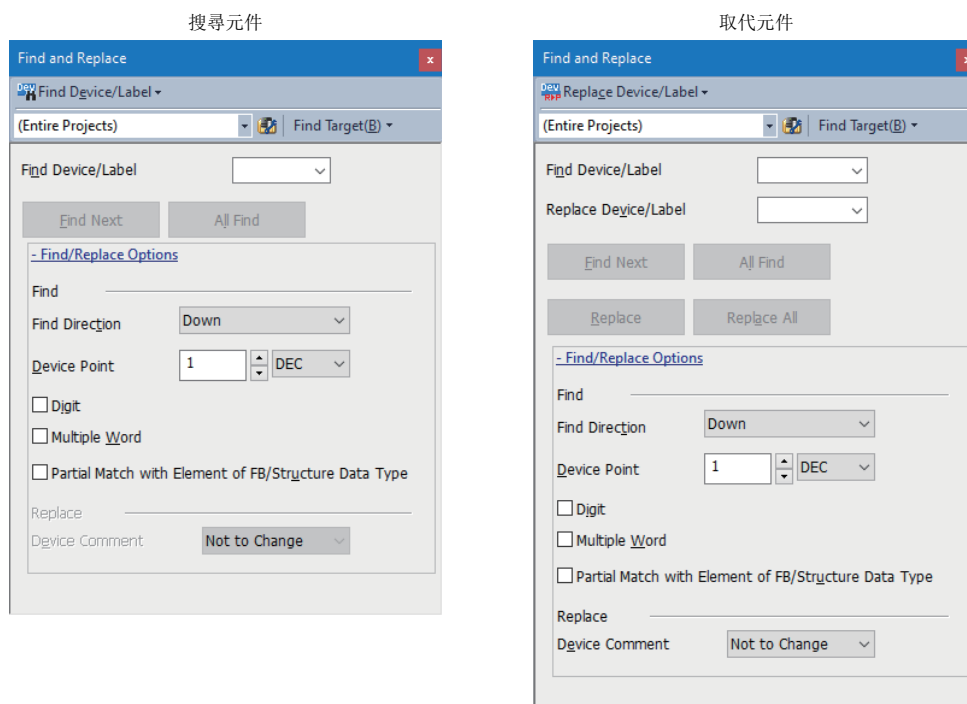 搜尋元件
Find and Replace
x
Dev
Find Device/Label
(Entire Projects)
Find Target(B)
Find Device/Label
Find Next
All Find
- Find/Replace Options
Find
Find Direction
Down
Device Point
1
DEC
Digit
Multiple Word
Partial Match with Element of FB/Structure Data Type
Replace
Device Comment
Not to Change
取代元件
Find and Replace
x
Dev
REP
Replace Device/Label
(Entire Projects)
Find Target(B)
Find Device/Label
Replace Device/Label
Find Next
All Find
Replace
Replace All
- Find/Replace Options
Find
Find Direction
Down
Device Point
1
DEC
Digit
Multiple Word
Partial Match with Element of FB/Structure Data Type
Replace
Device Comment
Not to Change